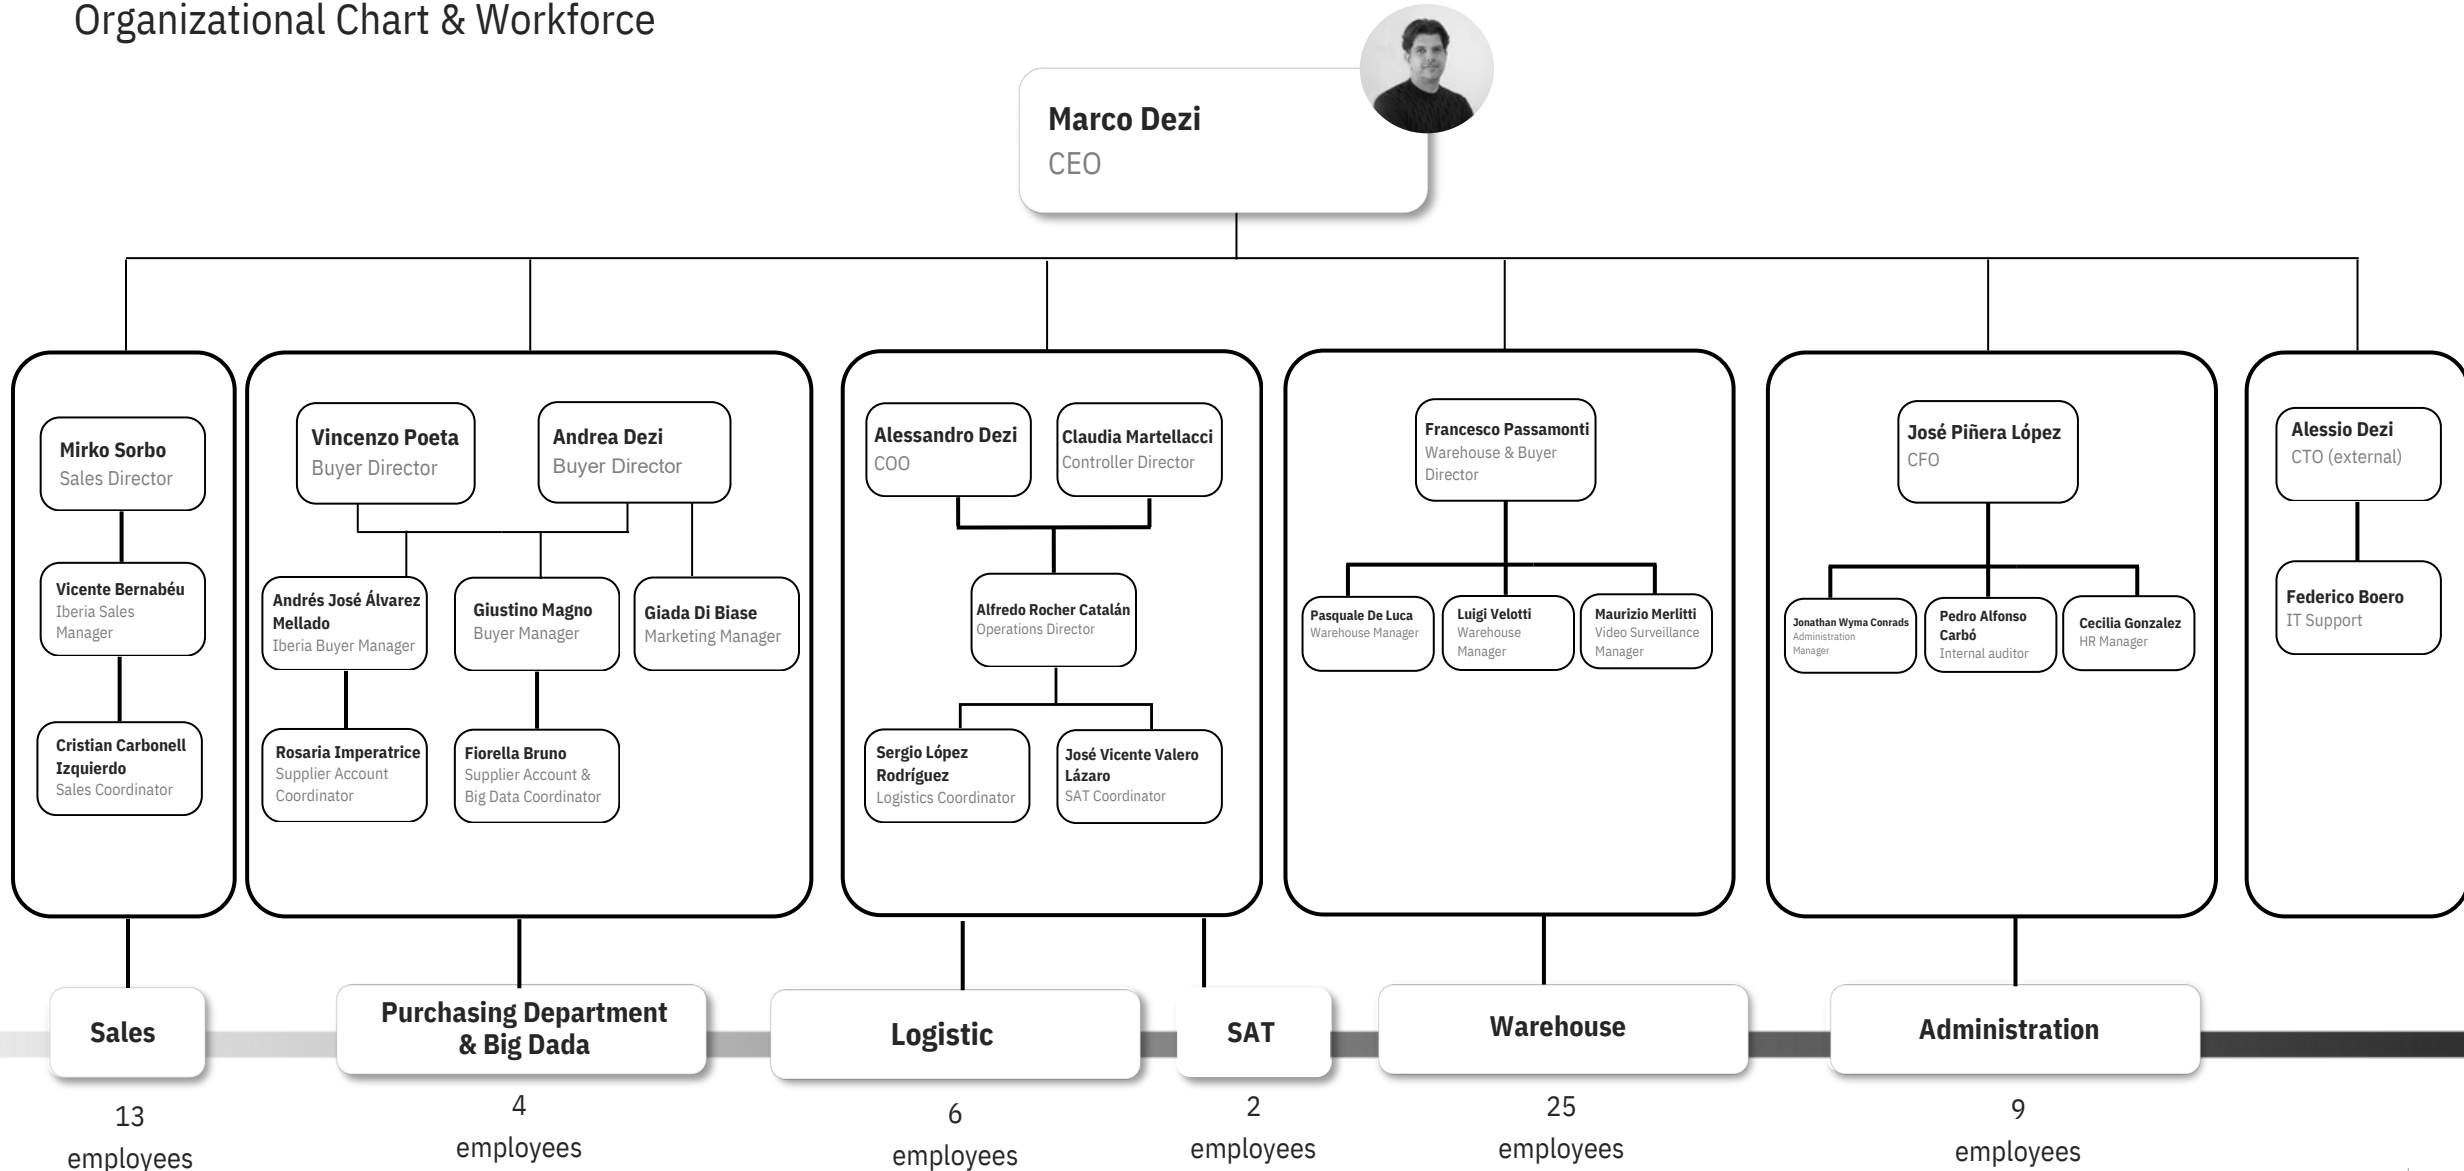 Organizational Chart & Workforce
Marco Dezi
CEO
Mirko Sorbo
Sales Director
Vicente Bernabéu
Iberia Sales
Manager
Cristian Carbonell
Izquierdo
Sales Coordinator
Vincenzo Poeta
Buyer Director
Andrea Dezi
Buyer Director
Andrés José Álvarez
Mellado
Iberia Buyer Manager
Giustino Magno
Buyer Manager
Giada Di Biase
Marketing Manager
Rosaria Imperatrice
Supplier Account
Coordinator
Fiorella Bruno
Supplier Account &
Big Data Coordinator
Alessandro Dezi
COO
Claudia Martellacci
Controller Director
Alfredo Rocher Catalán
Operations Director
Sergio López
Rodríguez
Logistics Coordinator
José Vicente Valero
Lázaro
SAT Coordinator
Francesco Passamonti
Warehouse & Buyer
Director
Pasquale De Luca
Warehouse Manager
Luigi Velotti
Warehouse
Manager
Maurizio Merlitti
Video Surveillance
Manager
José Piñera López
CFO
Jonathan Wyma Conrads
Administration
Manager
Pedro Alfonso
Carbó
Internal auditor
Cecilia Gonzalez
HR Manager
Alessio Dezi
CTO (external)
Federico Boero
IT Support
Sales
13
employees
Purchasing Department
& Big Dada
4
employees
Logistic
6
employees
SAT
2
employees
Warehouse
25
employees
Administration
9
employees